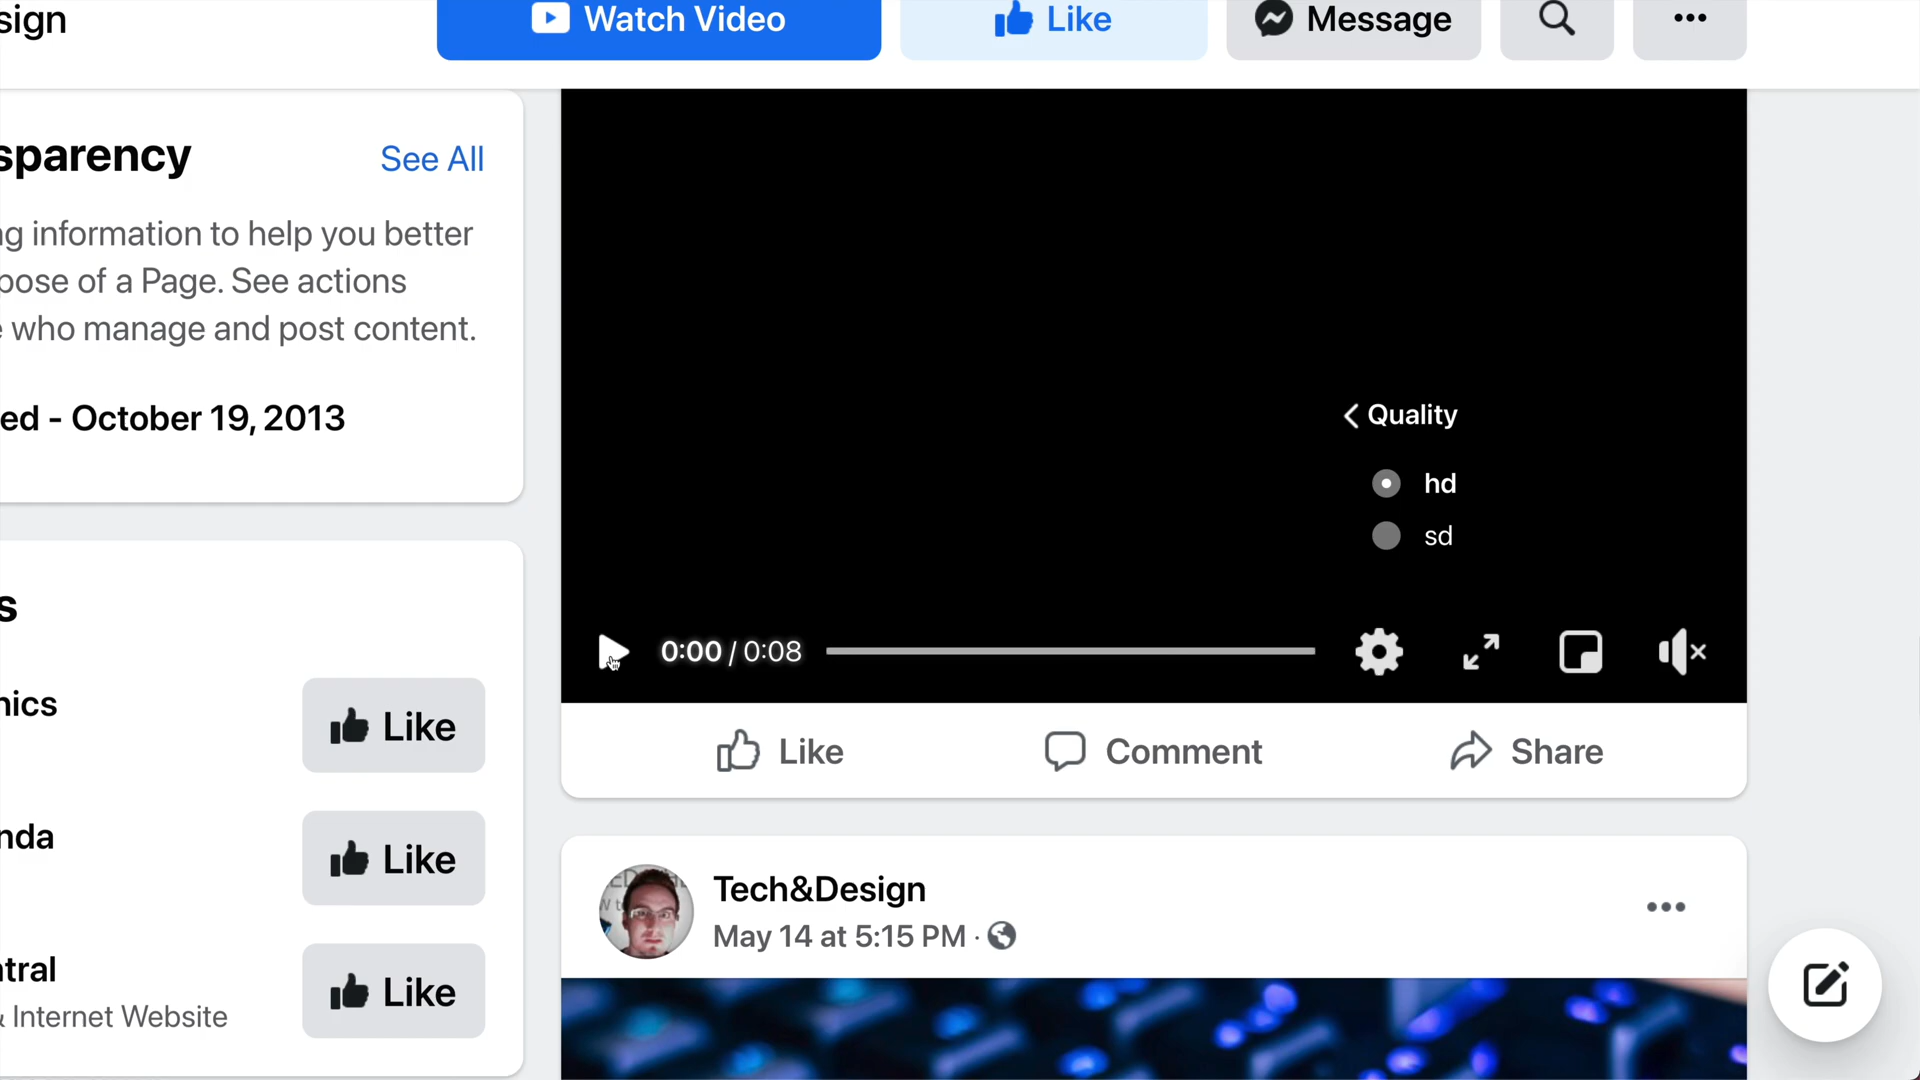 sign
Watch Video
Like
Message
sparency
See All
ng information to help you better
pose of a Page. See actions
e who manage and post content.
ed - October 19, 2013
Quality
hd
sd
0:00 / 0:08
Like
Comment
Share
s
nics
Like
nda
Like
tral
& Internet Website
Like
Tech&Design
May 14 at 5:15 PM ·